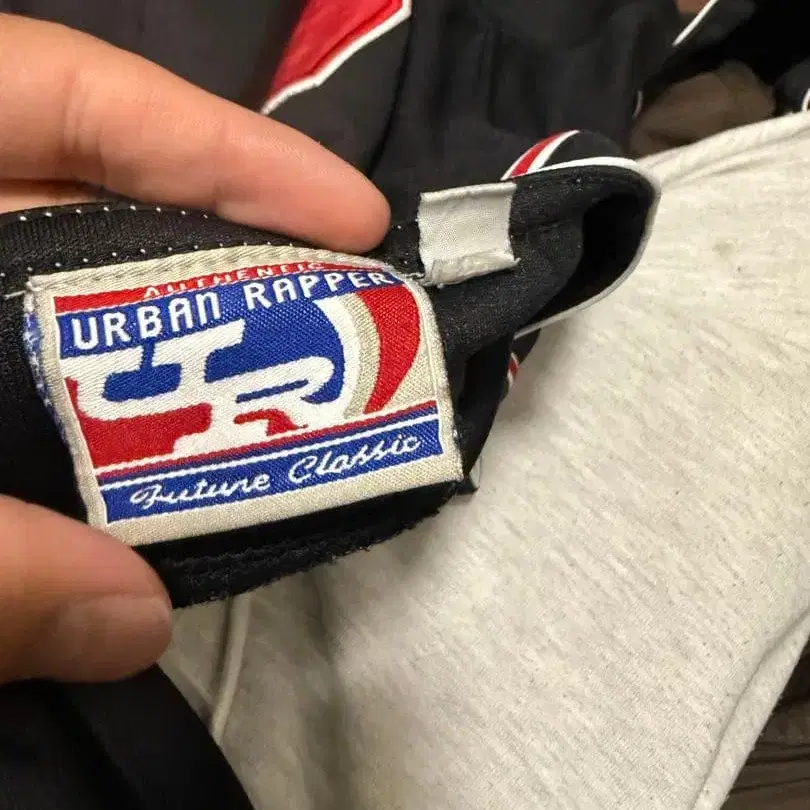 AUTHENTIC
URBAN RAPPER
UR
Future Classic